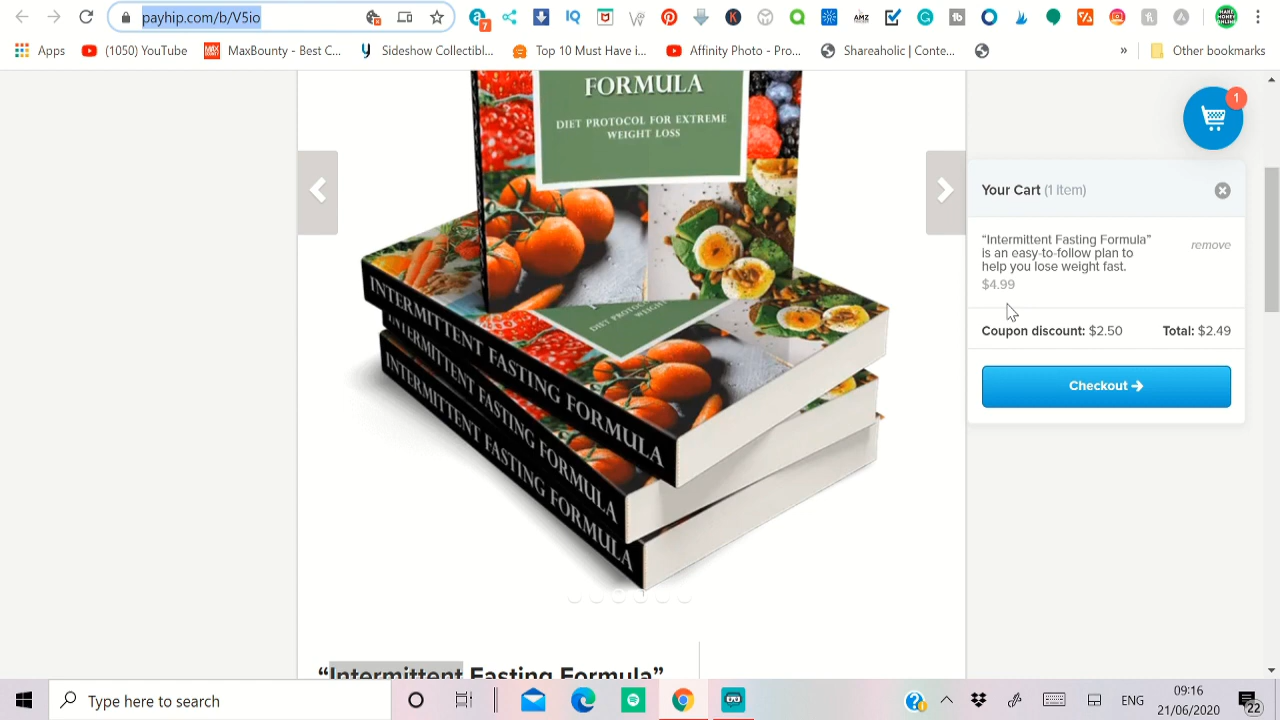 payhip.com/b/V5io
7
Apps
(1050) YouTube
MaxBounty - Best C...
Sideshow Collectibl...
Top 10 Must Have i...
Affinity Photo - Pro...
Shareaholic | Conte...
»
Other bookmarks
FORMULA
DIET PROTOCOL FOR EXTREME
WEIGHT LOSS
INTERMITTENT FASTING FORMULA
INTERMITTENT FASTING FORMULA
INTERMITTENT FASTING FORMULA
1
Your Cart (1 item)
“Intermittent Fasting Formula”
is an easy-to-follow plan to
help you lose weight fast.
remove
$4.99
Coupon discount: $2.50
Total: $2.49
Checkout
“Intermittent Fasting Formula”
Type here to search
ENG
09:16
21/06/2020
22